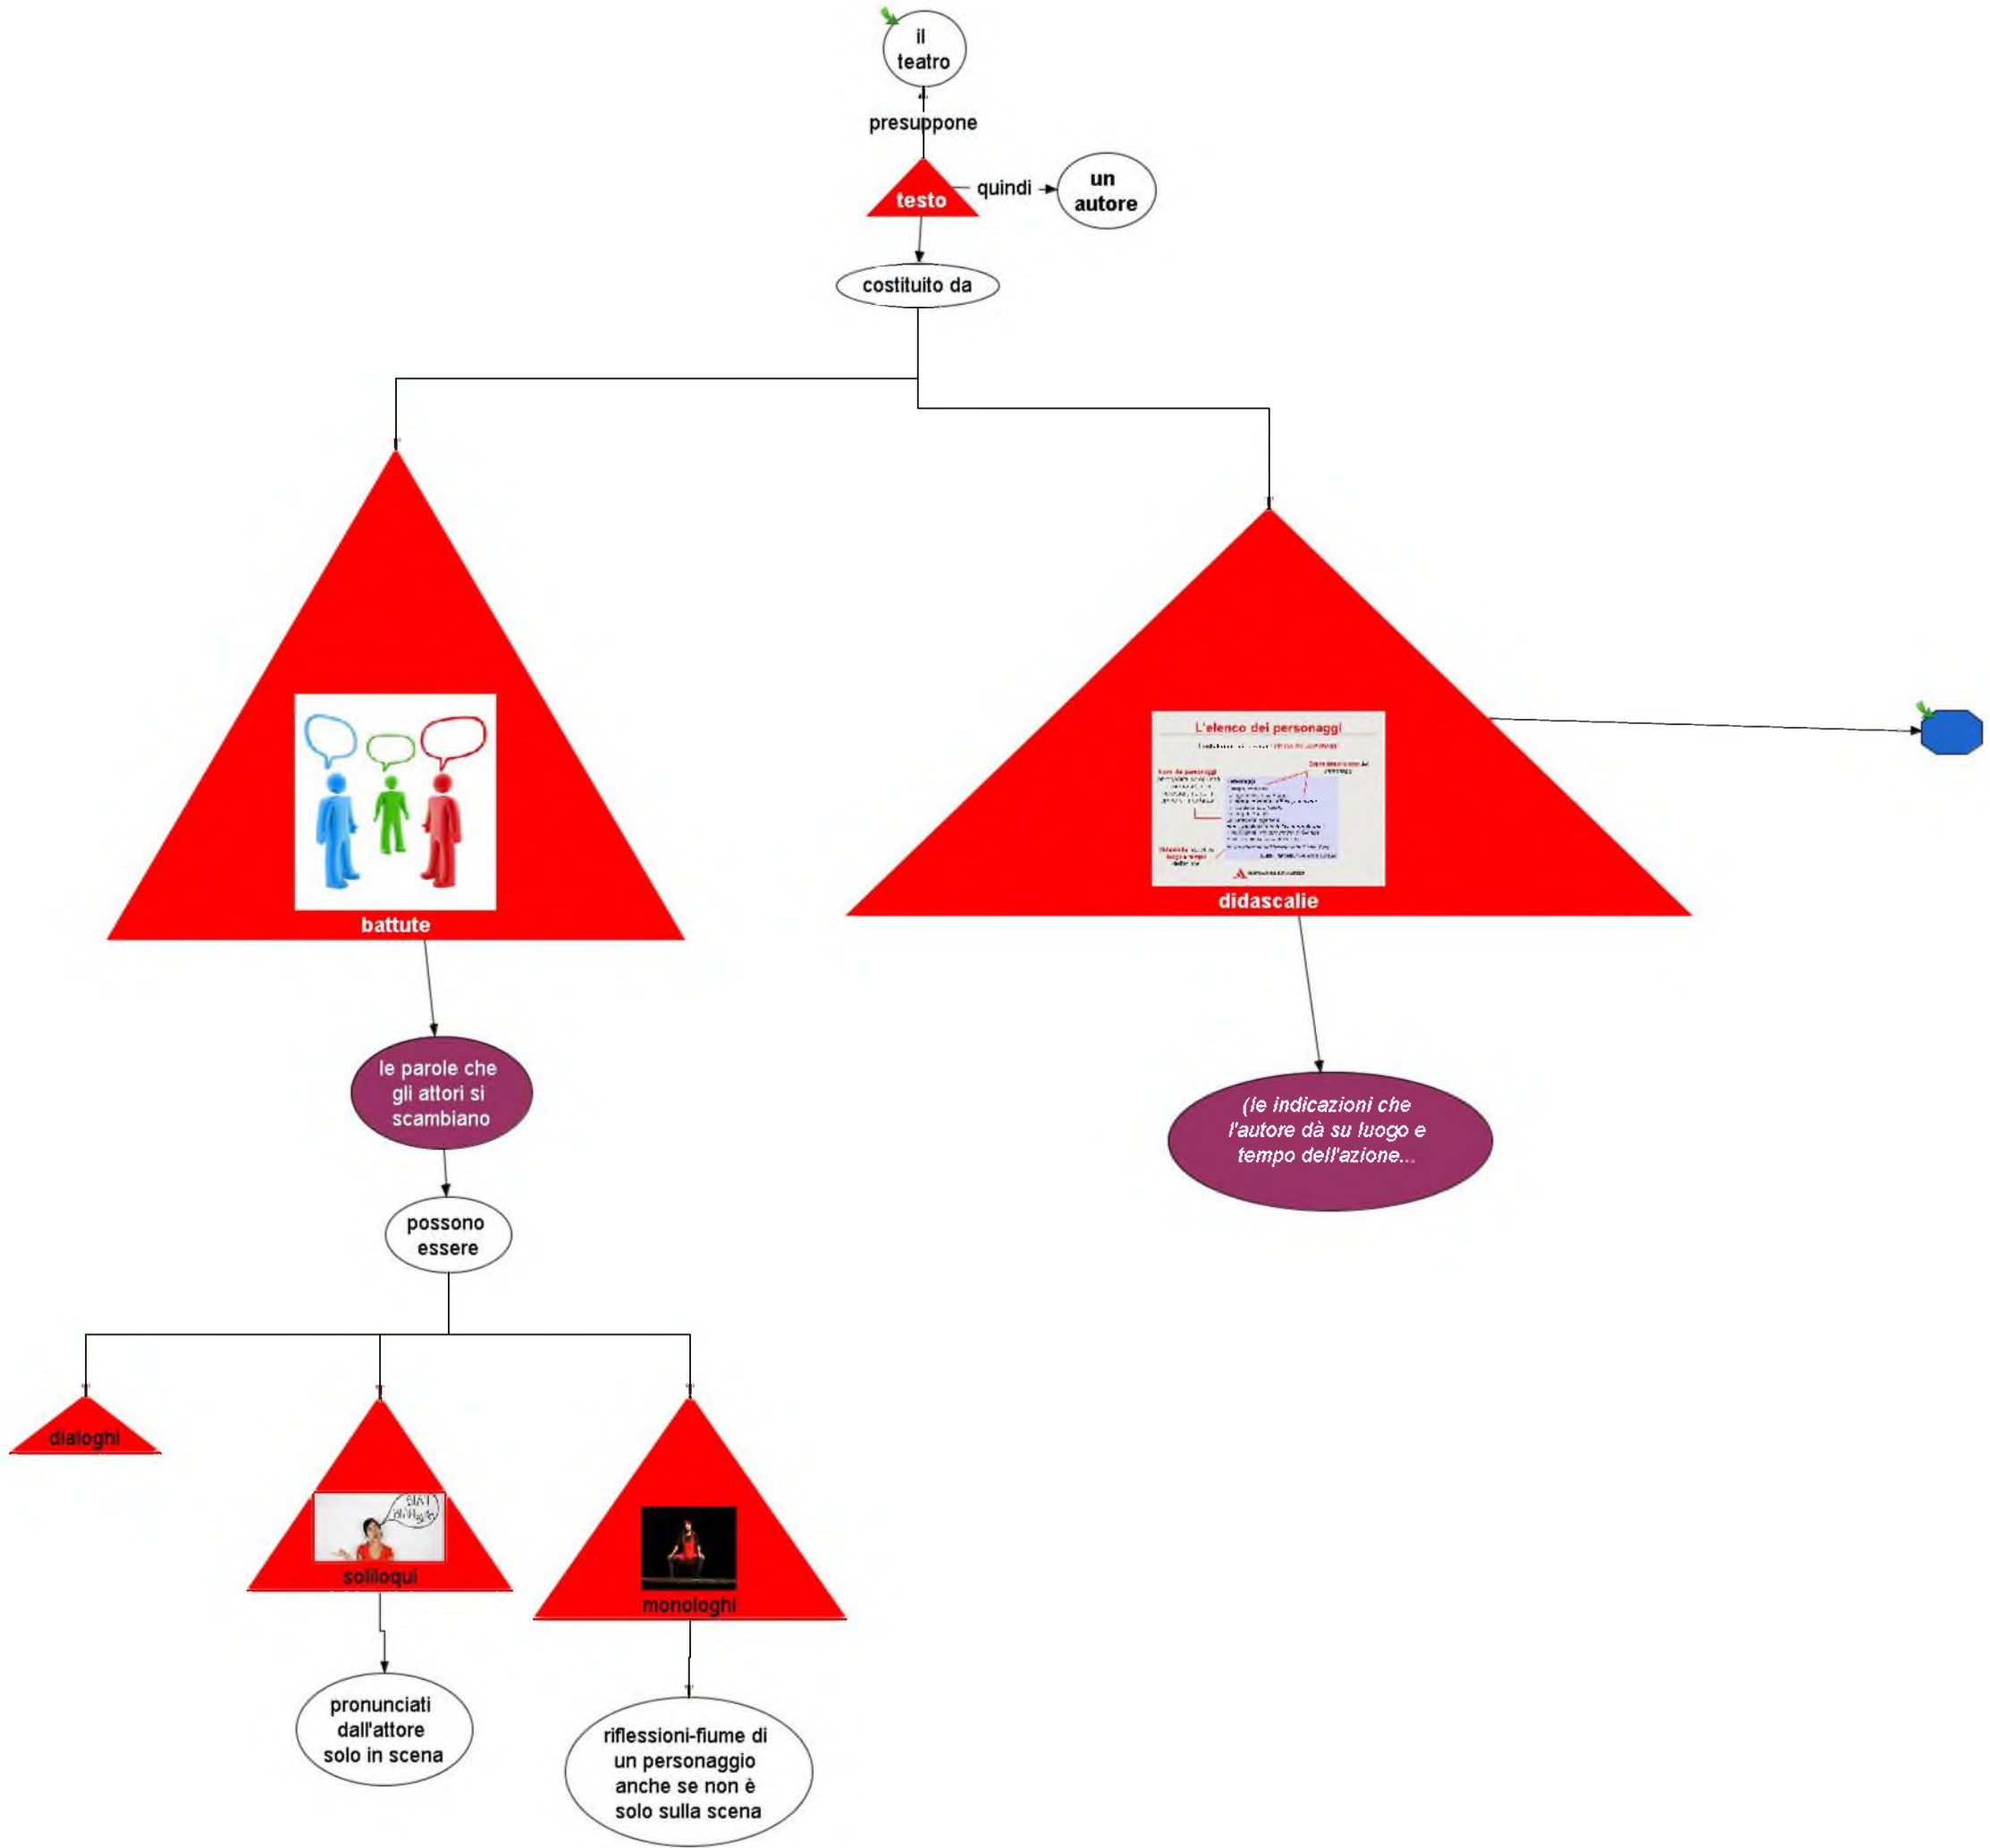 il
teatro
presuppone
testo
quindi
un
autore
costituito da
L'elenco dei personaggi
battute
didascalie
le parole che
gli attori si
scambiano
(le indicazioni che
l'autore dà su luogo e
tempo dell'azione...
possono
essere
dialoghi
soliloqui
monologhi
pronunciati
dall'attore
solo in scena
riflessioni-fiume di
un personaggio
anche se non è
solo sulla scena